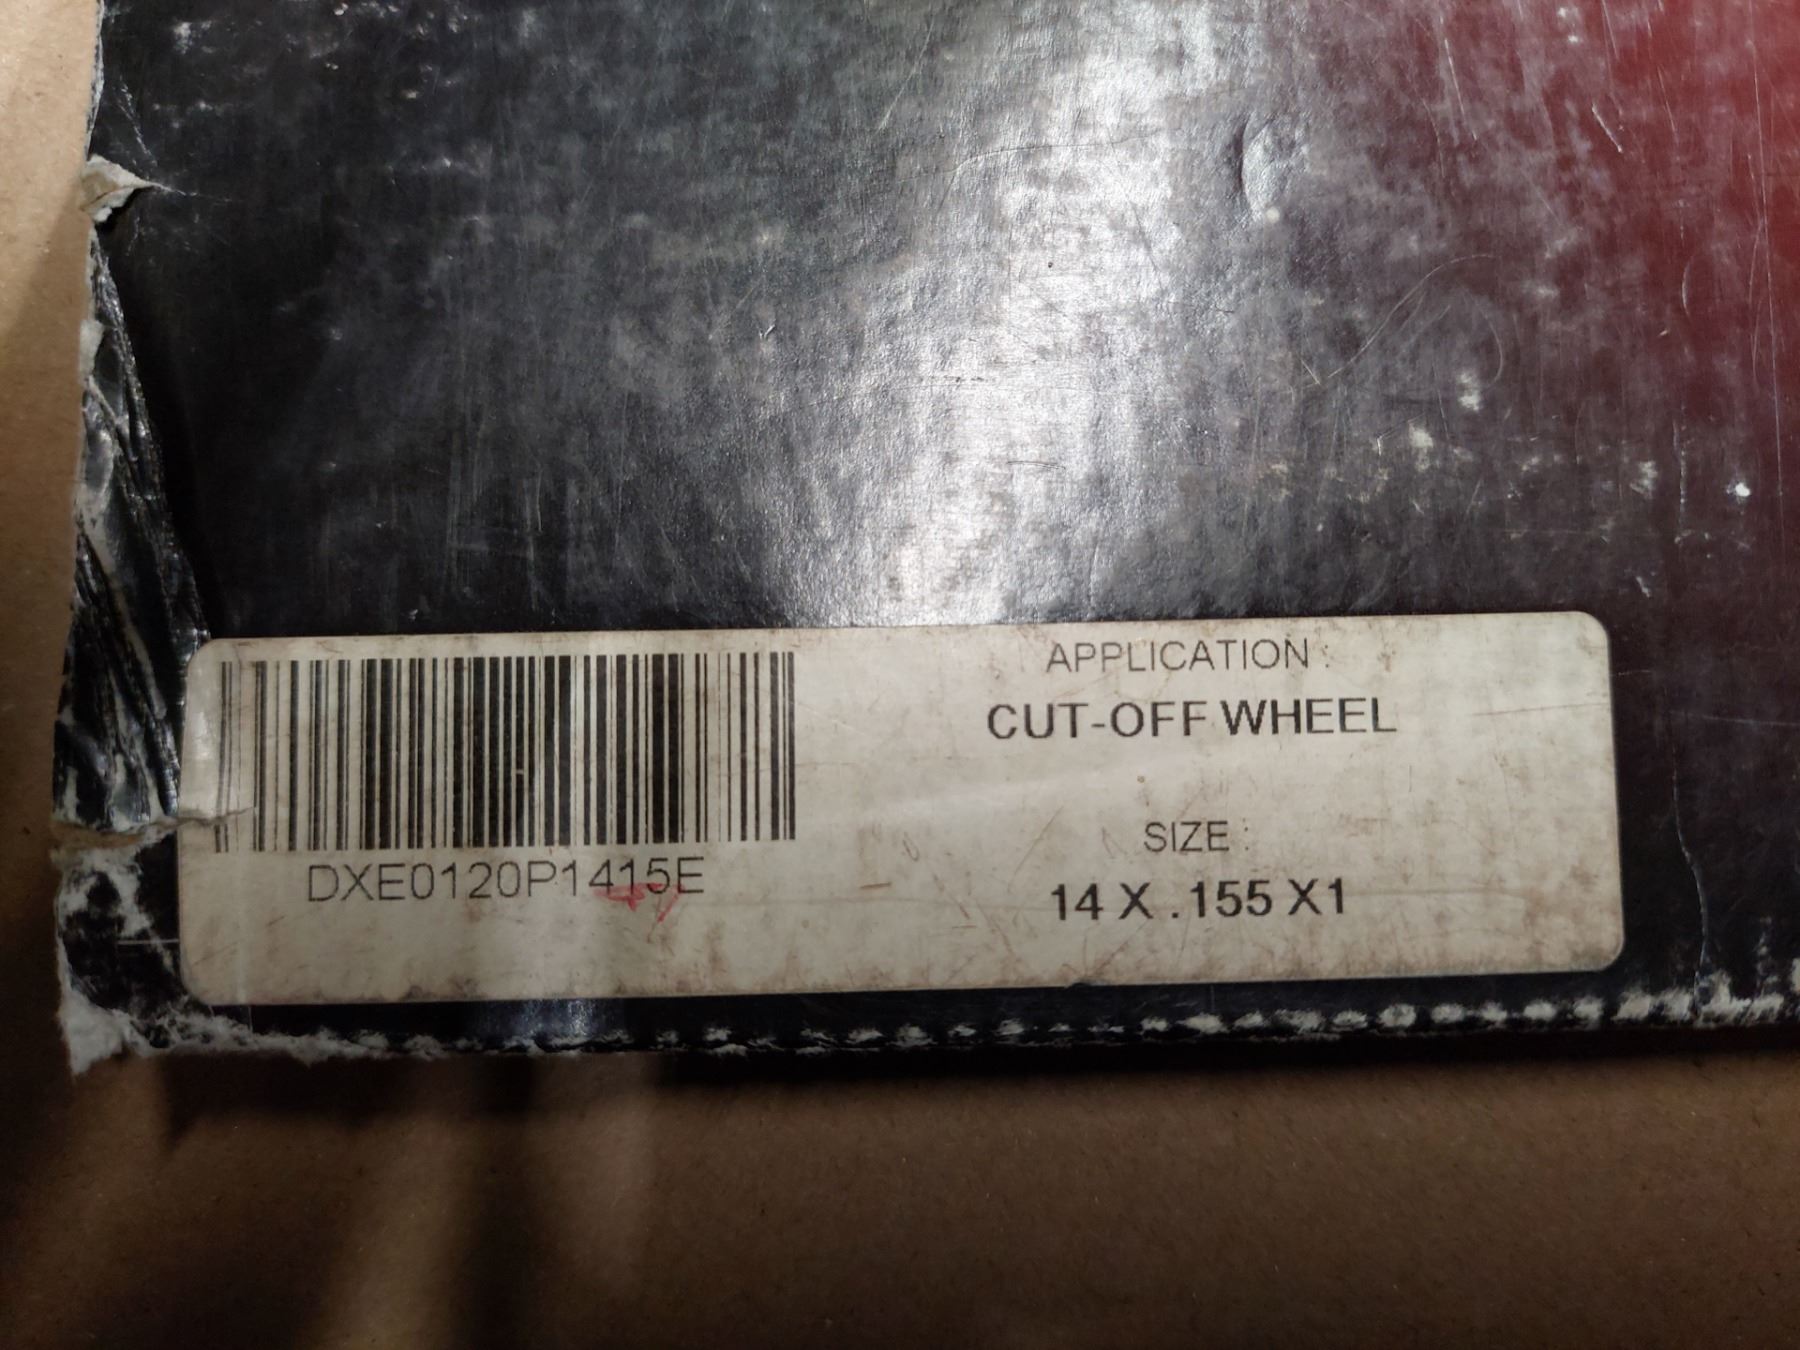 DXE0120P1415E
APPLICATION :
CUT-OFF WHEEL
SIZE :
14 X .155 X1